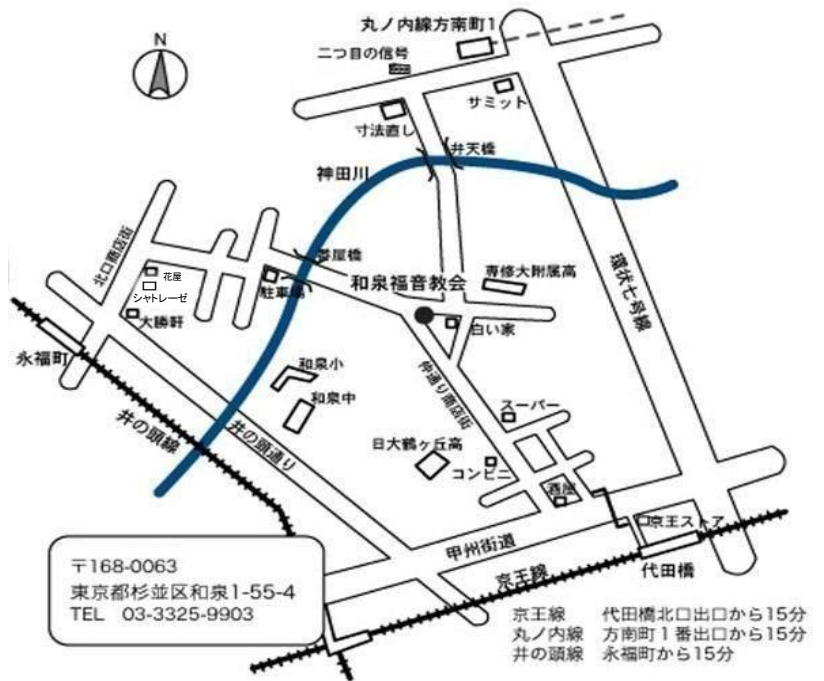 丸ノ内線方南町1
二つ目の信号
N
サミット
寸法直し
弁天橋
神田川
北口商店街
帯屋橋
花屋
シャトレーゼ
駐車場
和泉福音教会
専修大附属高
環状七号線
大勝軒
白い家
永福町
和泉小
仲通り商店街
和泉中
スーパー
井の頭線
井の頭通り
日大鶴ヶ丘高
コンビニ
酒屋
京王ストア
甲州街道
代田橋
京王線
〒168-0063
東京都杉並区和泉1-55-4
TEL 03-3325-9903
京王線 代田橋北口出口から15分
丸ノ内線 方南町1番出口から15分
井の頭線 永福町から15分